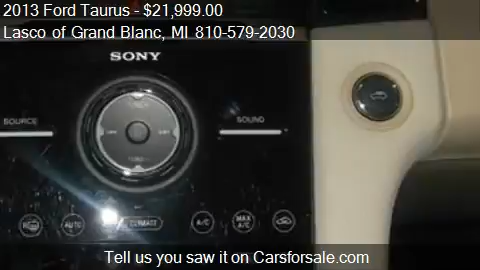 2013 Ford Taurus - $21,999.00
Lasco of Grand Blanc, MI 810-579-2030
SONY
SOURCE
SOUND
AUTO
CLIMATE
A/C
MAX A/C
Tell us you saw it on Carsforsale.com